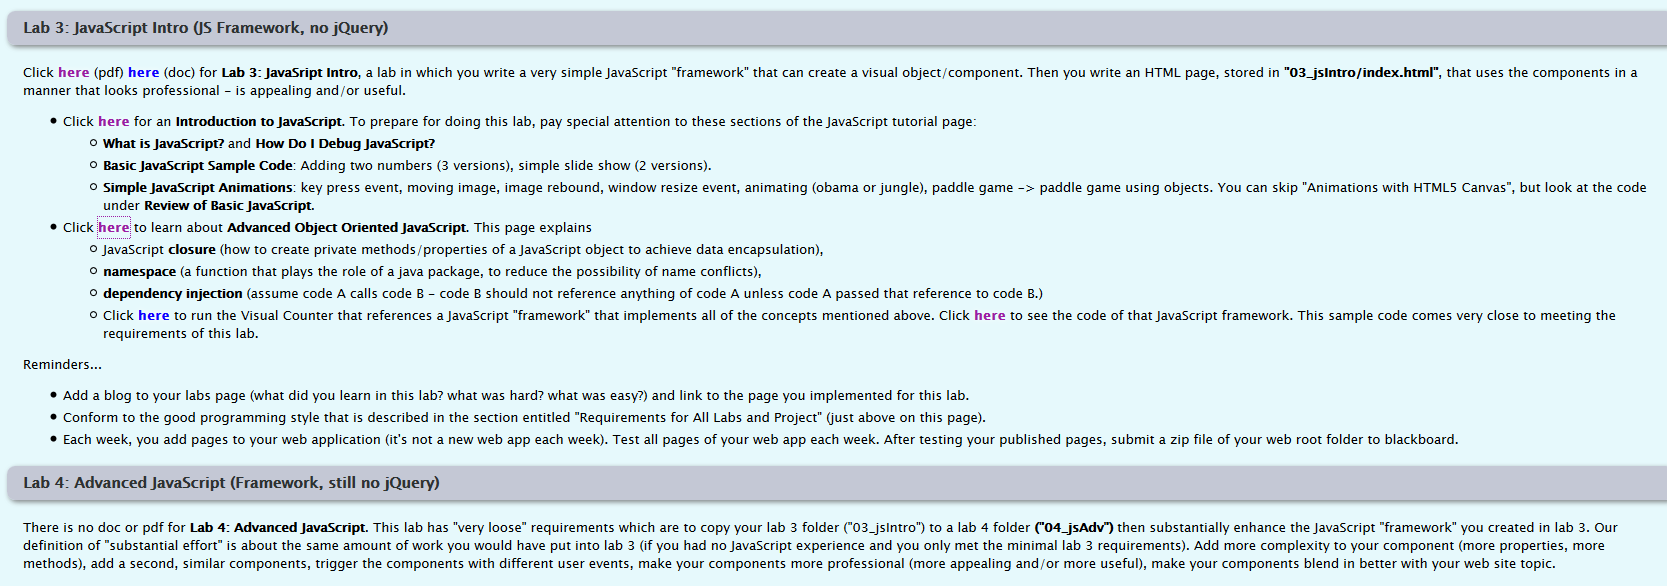 Lab 3: JavaScript Intro (JS Framework, no jQuery)
Click here (pdf) here (doc) for Lab 3: JavaSript Intro, a lab in which you write a very simple JavaScript "framework" that can create a visual object/component. Then you write an HTML page, stored in "03_jsIntro/index.html", that uses the components in a
manner that looks professional - is appealing and/or useful.
• Click here for an Introduction to JavaScript. To prepare for doing this lab, pay special attention to these sections of the JavaScript tutorial page:
○ What is JavaScript? and How Do I Debug JavaScript?
○ Basic JavaScript Sample Code: Adding two numbers (3 versions), simple slide show (2 versions).
○ Simple JavaScript Animations: key press event, moving image, image rebound, window resize event, animating (obama or jungle), paddle game -> paddle game using objects. You can skip "Animations with HTML5 Canvas", but look at the code
under Review of Basic JavaScript.
• Click here to learn about Advanced Object Oriented JavaScript. This page explains
○ JavaScript closure (how to create private methods/properties of a JavaScript object to achieve data encapsulation),
○ namespace (a function that plays the role of a java package, to reduce the possibility of name conflicts),
○ dependency injection (assume code A calls code B - code B should not reference anything of code A unless code A passed that reference to code B.)
○ Click here to run the Visual Counter that references a JavaScript "framework" that implements all of the concepts mentioned above. Click here to see the code of that JavaScript framework. This sample code comes very close to meeting the
requirements of this lab.
Reminders...
• Add a blog to your labs page (what did you learn in this lab? what was hard? what was easy?) and link to the page you implemented for this lab.
• Conform to the good programming style that is described in the section entitled "Requirements for All Labs and Project" (just above on this page).
• Each week, you add pages to your web application (it's not a new web app each week). Test all pages of your web app each week. After testing your published pages, submit a zip file of your web root folder to blackboard.
Lab 4: Advanced JavaScript (Framework, still no jQuery)
There is no doc or pdf for Lab 4: Advanced JavaScript. This lab has "very loose" requirements which are to copy your lab 3 folder ("03_jsIntro") to a lab 4 folder ("04_jsAdv") then substantially enhance the JavaScript "framework" you created in lab 3. Our
definition of "substantial effort" is about the same amount of work you would have put into lab 3 (if you had no JavaScript experience and you only met the minimal lab 3 requirements). Add more complexity to your component (more properties, more
methods), add a second, similar components, trigger the components with different user events, make your components more professional (more appealing and/or more useful), make your components blend in better with your web site topic.